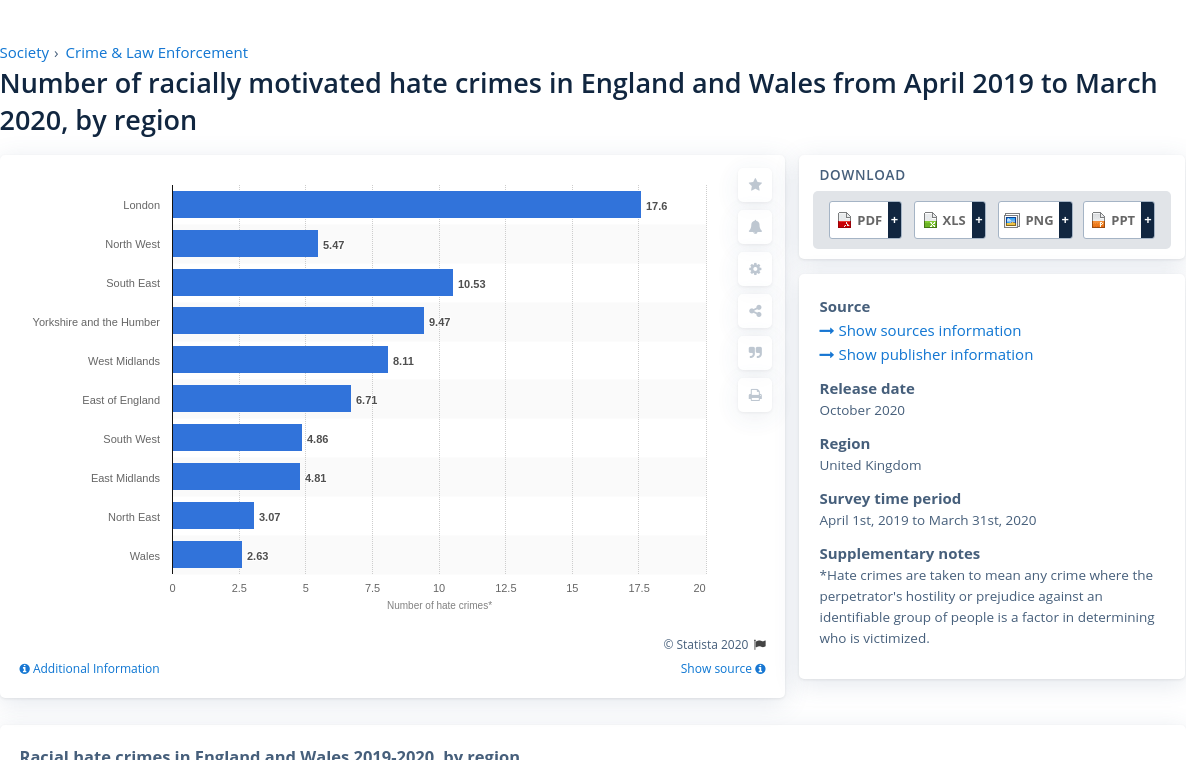 Society › Crime & Law Enforcement
Number of racially motivated hate crimes in England and Wales from April 2019 to March
2020, by region
London 17.6
North West 5.47
South East 10.53
Yorkshire and the Humber 9.47
West Midlands 8.11
East of England 6.71
South West 4.86
East Midlands 4.81
North East 3.07
Wales 2.63
0 2.5 5 7.5 10 12.5 15 17.5 20
Number of hate crimes*
© Statista 2020
Additional Information Show source
DOWNLOAD
PDF + XLS + PNG + PPT +
Source
Show sources information
Show publisher information
Release date
October 2020
Region
United Kingdom
Survey time period
April 1st, 2019 to March 31st, 2020
Supplementary notes
*Hate crimes are taken to mean any crime where the
perpetrator's hostility or prejudice against an
identifiable group of people is a factor in determining
who is victimized.
Racial hate crimes in England and Wales 2019-2020, by region